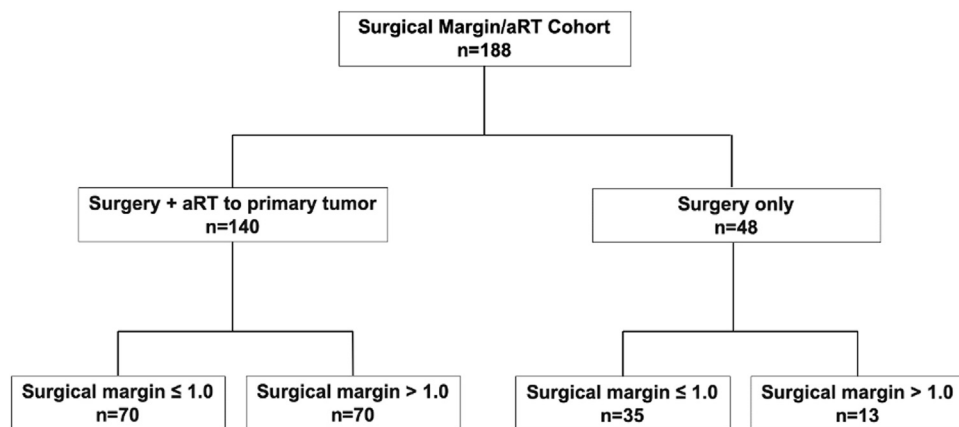 Surgical Margin/aRT Cohort
n=188
Surgery + aRT to primary tumor
n=140
Surgery only
n=48
Surgical margin ≤ 1.0
n=70
Surgical margin > 1.0
n=70
Surgical margin ≤ 1.0
n=35
Surgical margin > 1.0
n=13